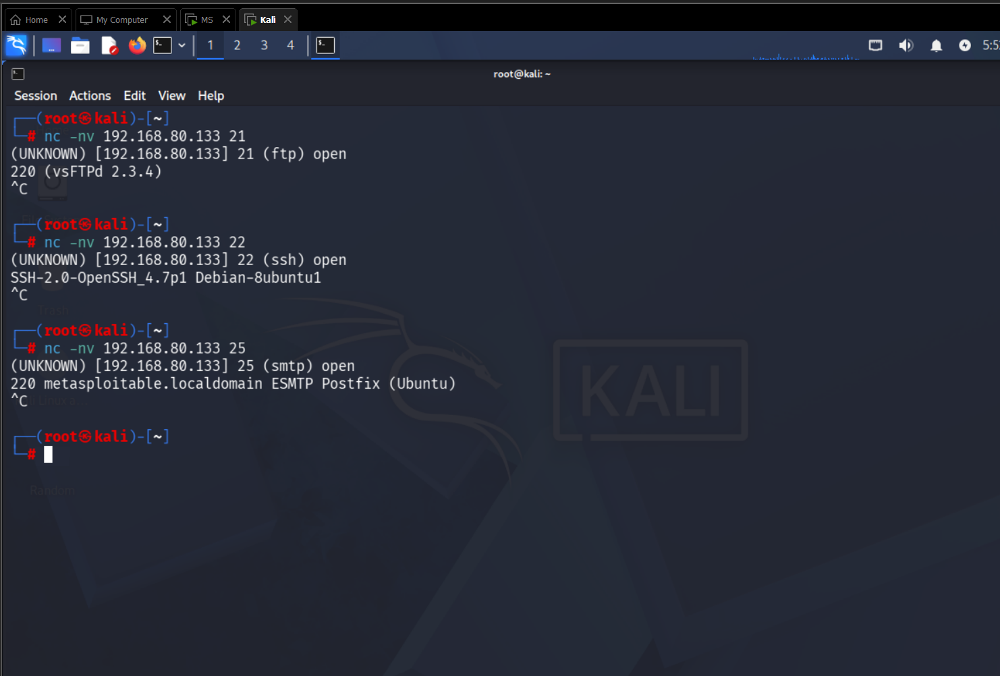 Home
My Computer
MS
Kali
1 2 3 4
5:5
root@kali: ~
Session Actions Edit View Help
┌──(root㉿kali)-[~]
└─# nc -nv 192.168.80.133 21
(UNKNOWN) [192.168.80.133] 21 (ftp) open
220 (vsFTPd 2.3.4)
^C
┌──(root㉿kali)-[~]
└─# nc -nv 192.168.80.133 22
(UNKNOWN) [192.168.80.133] 22 (ssh) open
SSH-2.0-OpenSSH_4.7p1 Debian-8ubuntu1
^C
Trash
┌──(root㉿kali)-[~]
└─# nc -nv 192.168.80.133 25
(UNKNOWN) [192.168.80.133] 25 (smtp) open
220 metasploitable.localdomain ESMTP Postfix (Ubuntu)
^C
Linux a...
KALI
┌──(root㉿kali)-[~]
└─#
Random